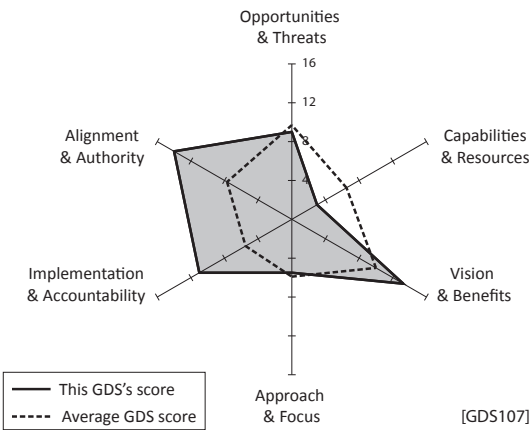 Opportunities
& Threats
16
12
8
4
Alignment
& Authority
Capabilities
& Resources
Implementation
& Accountability
Vision
& Benefits
This GDS's score
Average GDS score
Approach
& Focus
[GDS107]